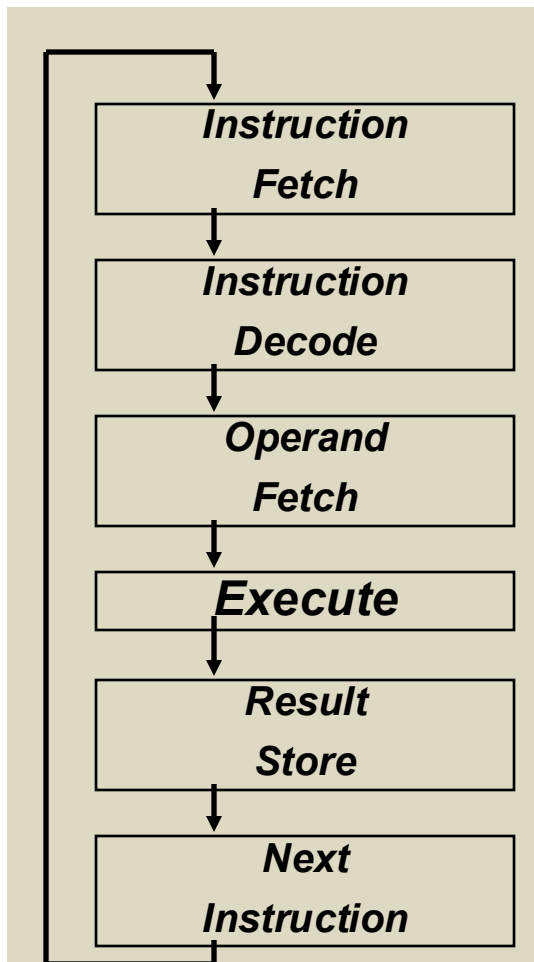 Instruction
Fetch
Instruction
Decode
Operand
Fetch
Execute
Result
Store
Next
Instruction